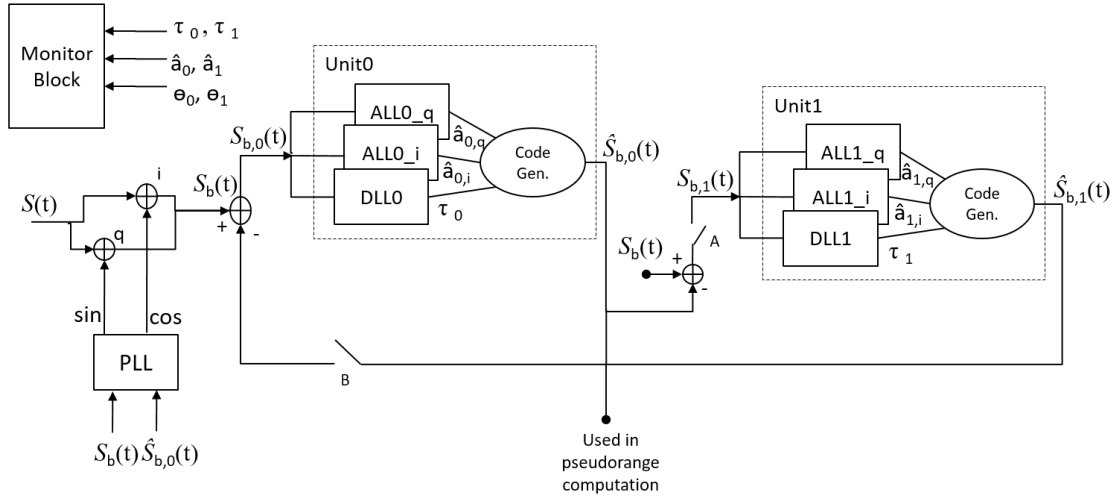 Monitor
Block
τ 0 , τ 1
â0, â1
ɵ0, ɵ1
S(t)
i
q
sin
cos
PLL
Sb(t)
Ŝb,0(t)
Sb(t)
+
-
Sb,0(t)
Unit0
ALL0_q
ALL0_i
DLL0
â0,q
â0,i
τ 0
Code
Gen.
Ŝb,0(t)
B
Used in
pseudorange
computation
Sb(t)
+
-
A
Sb,1(t)
Unit1
ALL1_q
ALL1_i
DLL1
â1,q
â1,i
τ 1
Code
Gen.
Ŝb,1(t)